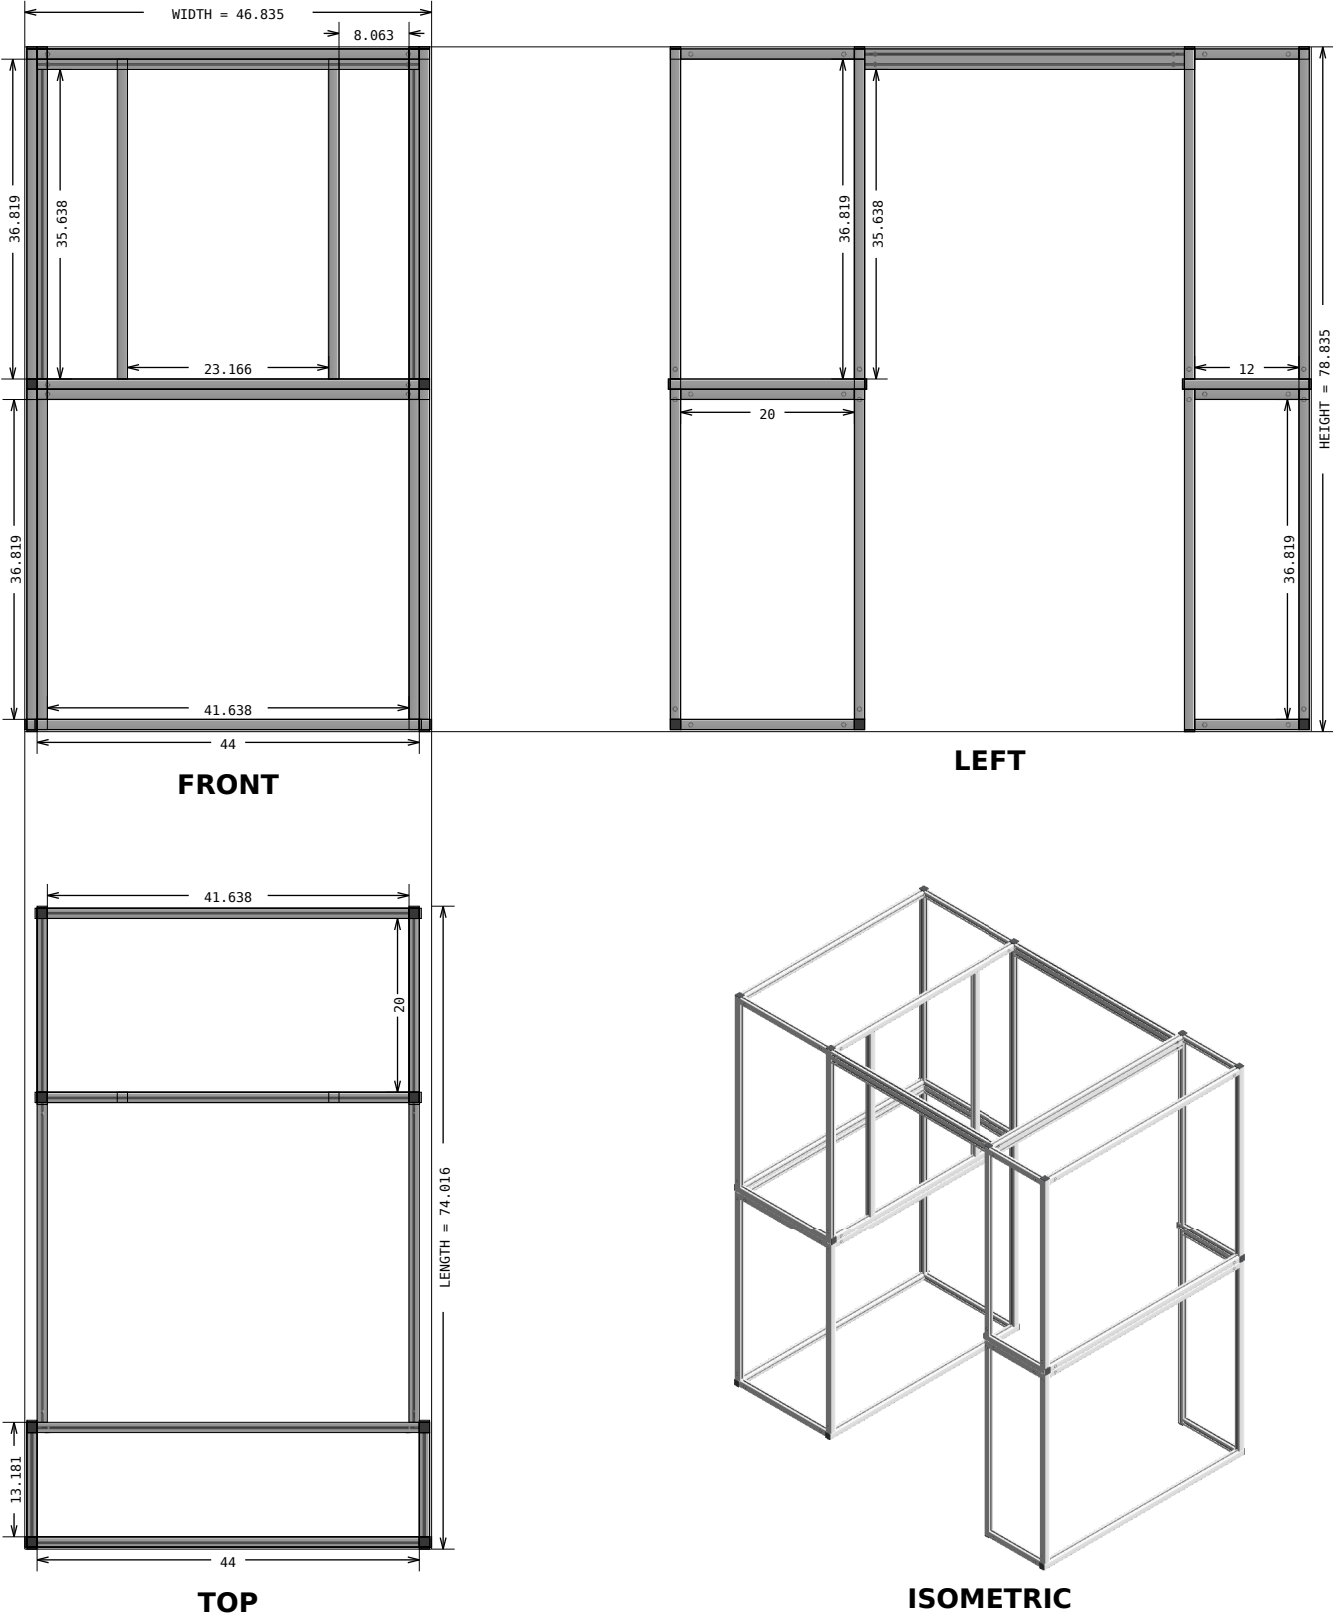 WIDTH = 46.835
8.063
36.819
35.638
23.166
36.819
41.638
44
FRONT
36.819
35.638
20
12
36.819
HEIGHT = 78.835
LEFT
41.638
20
LENGTH = 74.016
13.181
44
TOP
ISOMETRIC